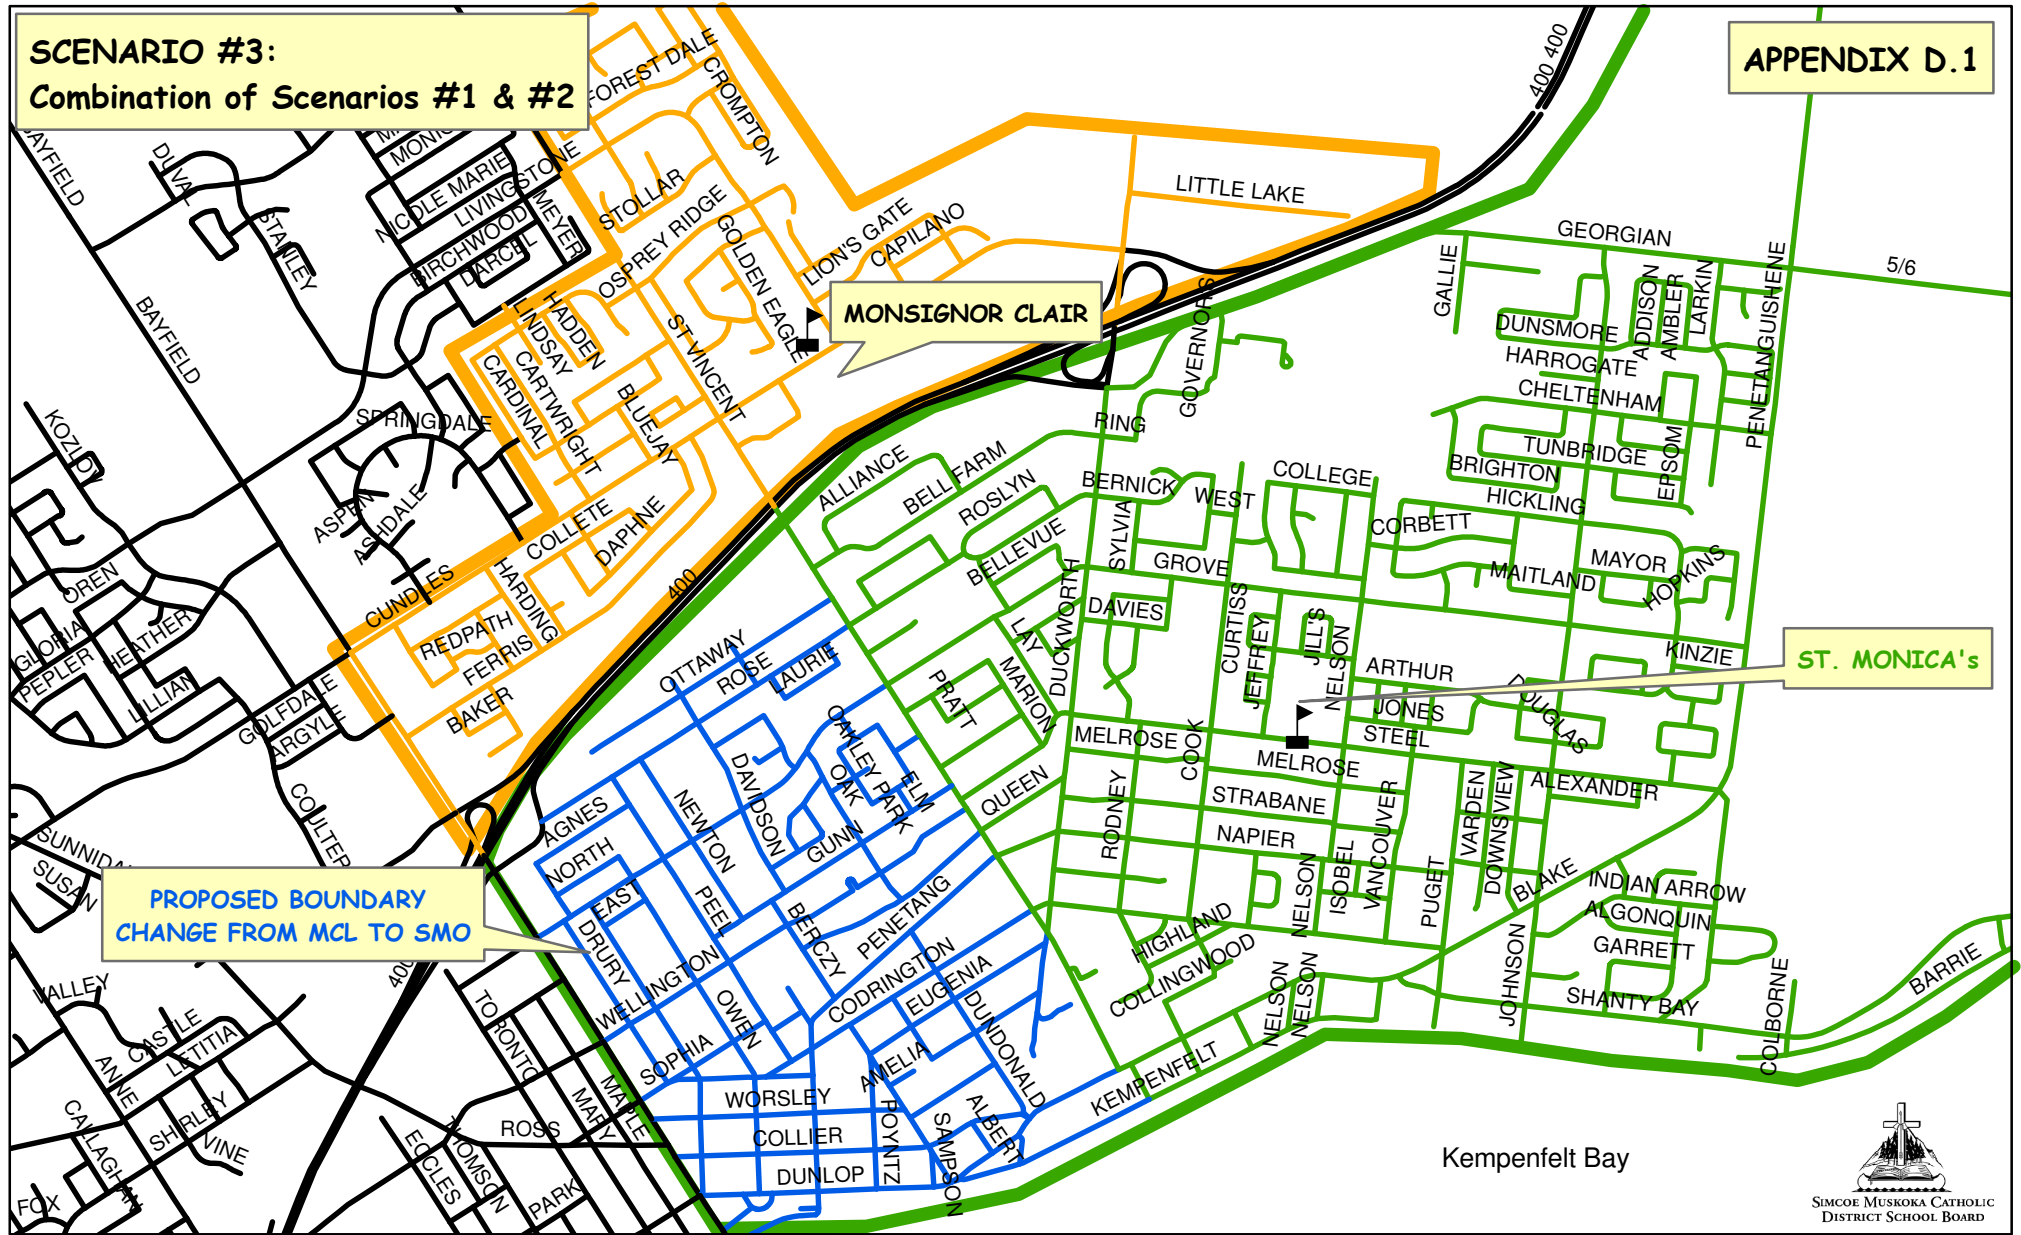 SCENARIO #3:
Combination of Scenarios #1 & #2
APPENDIX D.1
MONSIGNOR CLAIR
ST. MONICA's
PROPOSED BOUNDARY
CHANGE FROM MCL TO SMO
Kempenfelt Bay
SIMCOE MUSKOKA CATHOLIC
DISTRICT SCHOOL BOARD
400 400
FOREST DALE
CROMPTON
DUVAL
STANLEY
NICOLE MARIE
LIVINGSTONE
BIRCHWOOD
DARCEL
MEYER
STOLLAR
OSPREY RIDGE
GOLDEN EAGLE
LION'S GATE
CAPILANO
LITTLE LAKE
BAYFIELD
LINDSAY
HADDEN
CARTWRIGHT
CARDINAL
BLUEJAY
ST VINCENT
SPRINGDALE
KOZLOV
ASPEN
ASHDALE
COLLETE
DAPHNE
HARDING
CUNDLES
REDPATH
FERRIS
BAKER
400
LOREN
GLORIA
PEPLER
HEATHER
LILLIAN
GOLFDALE
ARGYLE
COULTER
SUSAN
VALLEY
CASTLE
LETITIA
ANNE
SHIRLEY
VINE
CALLAGHAN
FOX
400
TORONTO
MARY
MAPLE
ROSS
ECCLES
THOMSON
PARK
OTTAWAY
ROSE
LAURIE
AGNES
NORTH
EAST
DRURY
NEWTON
DAVIDSON
OAKLEY PARK
OAK
ELM
GUNN
PEEL
BERCZY
PENETANG
CODRINGTON
EUGENIA
WELLINGTON
OWEN
SOPHIA
DUNDONALD
AMELIA
WORSLEY
COLLIER
DUNLOP
POYNTZ
SAMPSON
ALBERT
KEMPENFELT
GEORGIAN
5/6
GALLIE
ADDISON
AMBLER
LARKIN
PENETANGUISHENE
DUNSMORE
HARROGATE
CHELTENHAM
TUNBRIDGE
BRIGHTON
EPSOM
HICKLING
GOVERNORS
RING
ALLIANCE
BELL FARM
ROSLYN
BELLEVUE
BERNICK
WEST
COLLEGE
CORBETT
SYLVIA
GROVE
MAITLAND
MAYOR
HOPKINS
DUCKWORTH
DAVIES
CURTISS
JEFFREY
JILL'S
NELSON
ARTHUR
KINZIE
LAY
MARION
PRATT
JONES
STEEL
DOUGLAS
MELROSE
COOK
MELROSE
QUEEN
RODNEY
STRABANE
NAPIER
VANCOUVER
VARDEN
DOWNSVIEW
ALEXANDER
NELSON
ISOBEL
PUGET
BLAKE
INDIAN ARROW
ALGONQUIN
GARRETT
HIGHLAND
COLLINGWOOD
NELSON
NELSON
JOHNSON
SHANTY BAY
COLBORNE
BARRIE